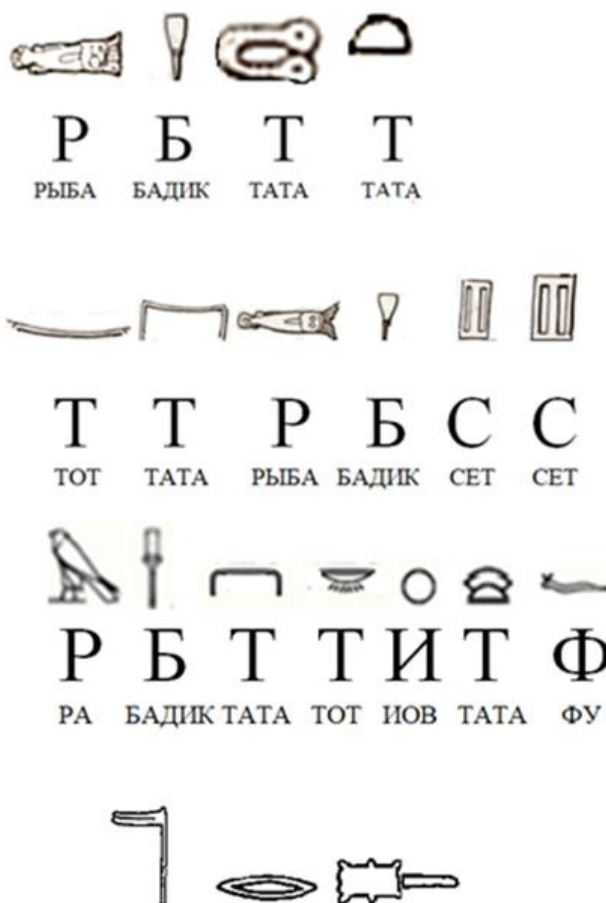 Р Б Т Т
РЫБА БАДИК ТАТА ТАТА
Т Т Р Б С С
ТОТ ТАТА РЫБА БАДИК СЕТ СЕТ
Р Б Т Т И Т Ф
РА БАДИК ТАТА ТОТ ИОВ ТАТА ФУ